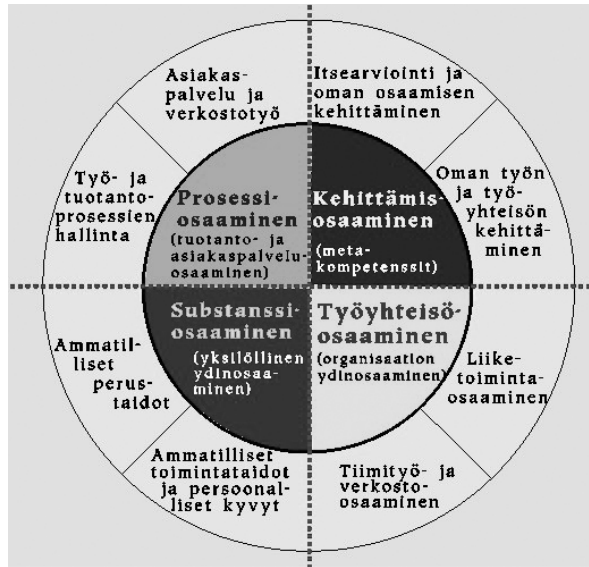 Asiakas-
palvelu ja
verkostotyö
Itsearviointi ja
oman osaamisen
kehittäminen
Työ- ja
tuotanto-
prosessien
hallinta
Prosessi-
osaaminen
(tuotanto- ja
asiakaspalvelu-
osaaminen)
Kehittämis-
osaaminen
(meta-
kompetenssit)
Oman työn
ja työ-
yhteisön
kehittä-
minen
Ammatil-
liset
perus-
taidot
Substanssi-
osaaminen
(yksilöllinen
ydinosaa-
minen)
Työyhteisö-
osaaminen
(organisaation
ydinosaaminen)
Liike-
toiminta-
osaaminen
Ammatilliset
toimintataidot
ja persoonal-
liset kyvyt
Tiimityö- ja
verkosto-
osaaminen